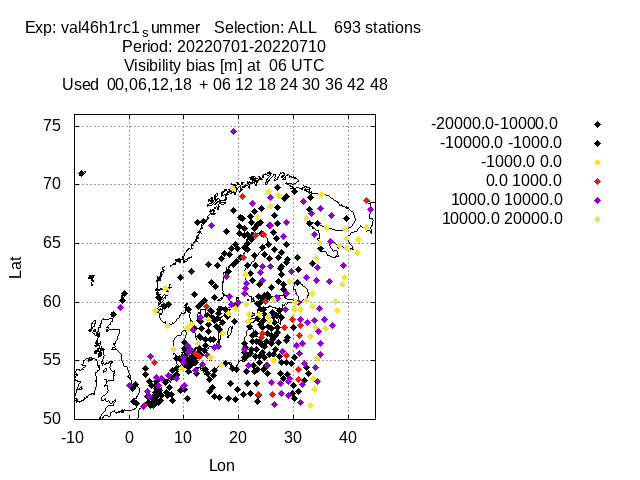 Exp: val46h1rc1summer Selection: ALL 693 stations
Period: 20220701-20220710
Visibility bias [m] at 06 UTC
Used 00,06,12,18 + 06 12 18 24 30 36 42 48
-20000.0-10000.0
-10000.0 -1000.0
-1000.0 0.0
0.0 1000.0
1000.0 10000.0
10000.0 20000.0
75
70
65
60
55
50
Lat
-10 0 10 20 30 40
Lon